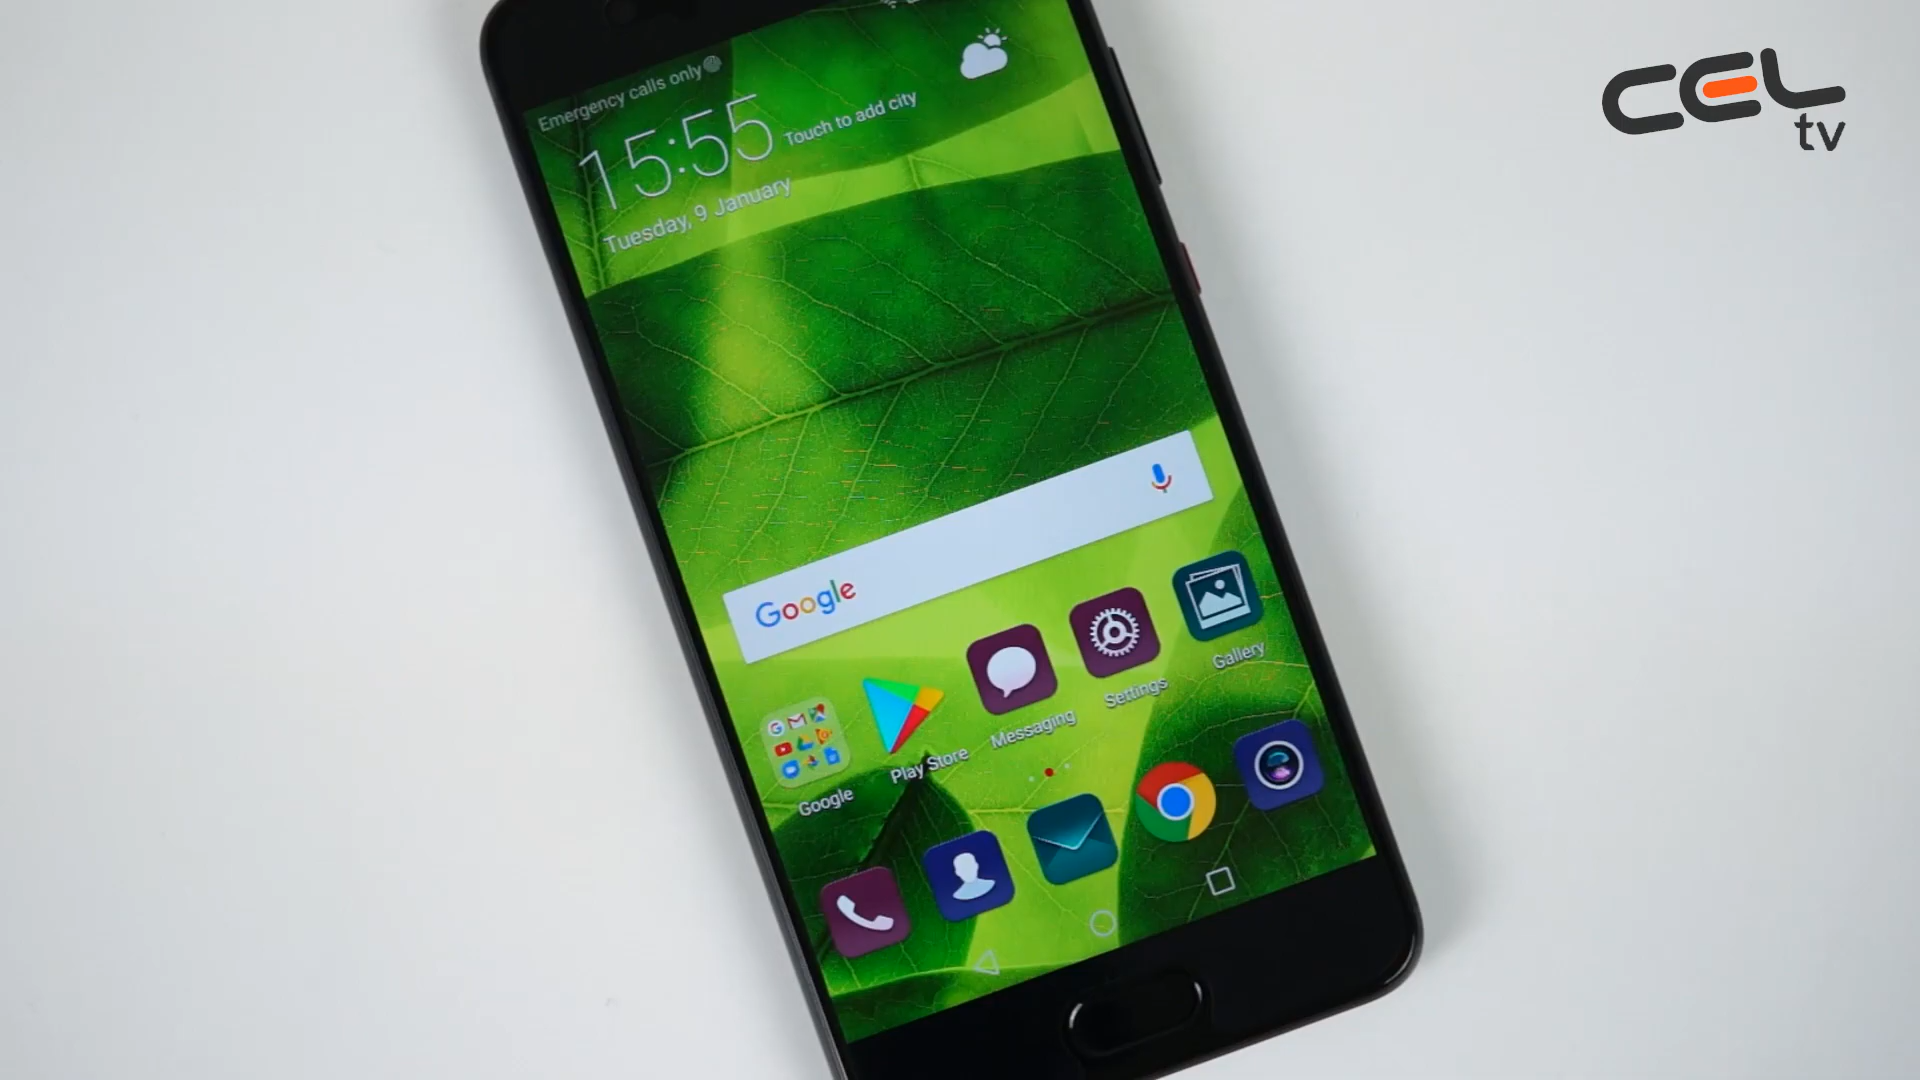 CEL
tv
Emergency calls only
15:55
Touch to add city
Tuesday, 9 January
Google
Gallery
Settings
Messaging
Play Store
Google